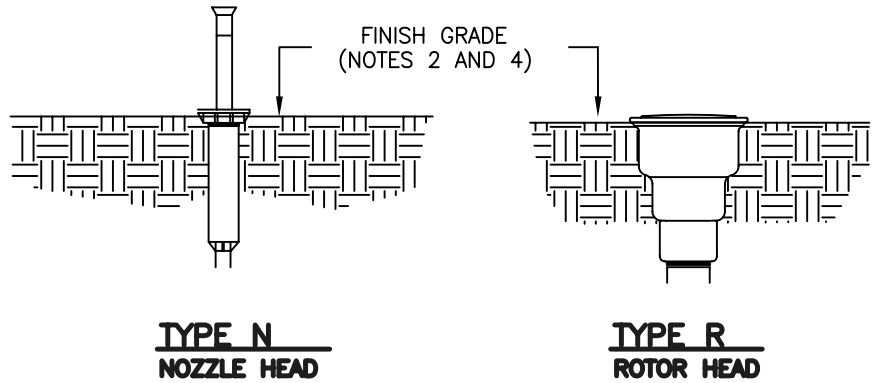 FINISH GRADE
(NOTES 2 AND 4)
TYPE N
NOZZLE HEAD
TYPE R
ROTOR HEAD